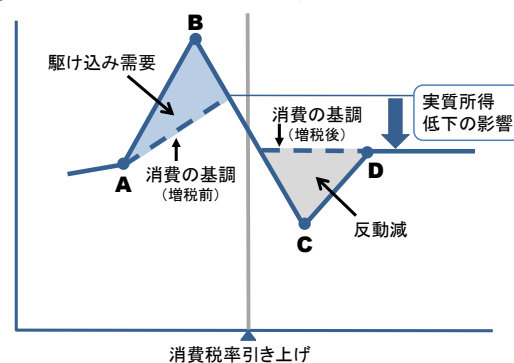 B
駆け込み需要
実質所得
低下の影響
消費の基調
(増税後)
A
消費の基調
(増税前)
D
C
反動減
消費税率引き上げ